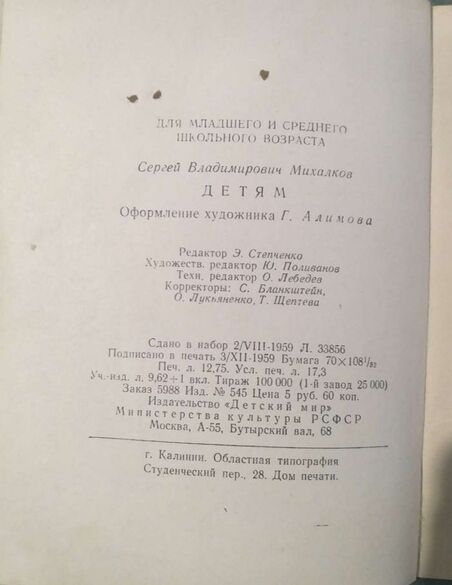 ДЛЯ МЛАДШЕГО И СРЕДНЕГО
ШКОЛЬНОГО ВОЗРАСТА
Сергей Владимирович Михалков
ДЕТЯМ
Оформление художника Г. Алимова
Редактор Э. Степченко
Художеств. редактор Ю. Поливанов
Техн. редактор О. Лебедев
Корректоры: С. Бланкштейн,
О. Лукьяненко, Т. Щептева
Сдано в набор 2/VIII-1959 Л. 33856
Подписано в печать 3/XII-1959 Бумага 70×108 1/32
Печ. л. 12,75. Усл. печ. л. 17,3
Уч.-изд. л. 9,62+1 вкл. Тираж 100 000 (1-й завод 25 000)
Заказ 5988 Изд. № 545 Цена 5 руб. 60 коп.
Издательство «Детский мир»
Министерства культуры РСФСР
Москва, А-55, Бутырский вал, 68
г. Калинин. Областная типография
Студенческий пер., 28. Дом печати.